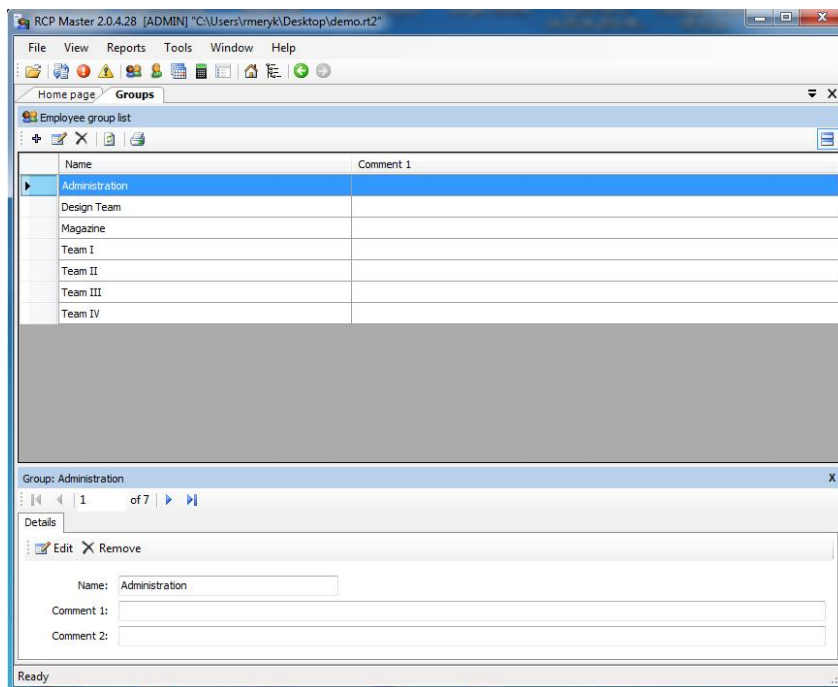 RCP Master 2.0.4.28 [ADMIN] "C:\Users\rmeryk\Desktop\demo.rt2"
File View Reports Tools Window Help
Home page Groups
Employee group list
Name Comment 1
Administration
Design Team
Magazine
Team I
Team II
Team III
Team IV
Group: Administration
1 of 7
Details
Edit Remove
Name: Administration
Comment 1:
Comment 2:
Ready